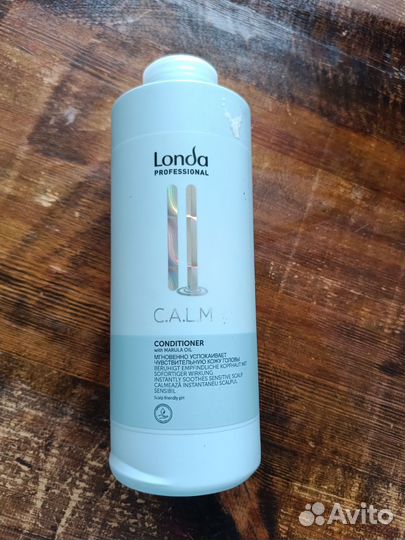 Londa
PROFESSIONAL
C.A.L.M
CONDITIONER
with MARULA OIL
МГНОВЕННО УСПОКАИВАЕТ
ЧУВСТВИТЕЛЬНУЮ КОЖУ ГОЛОВЫ
BERUHIGT EMPFINDLICHE KOPFHAUT MIT
SOFORTIGER WIRKUNG
INSTANTLY SOOTHES SENSITIVE SCALP
CALMEAZĂ INSTANTANEU SCALPUL
SENSIBIL
Scalp friendly pH
Avito